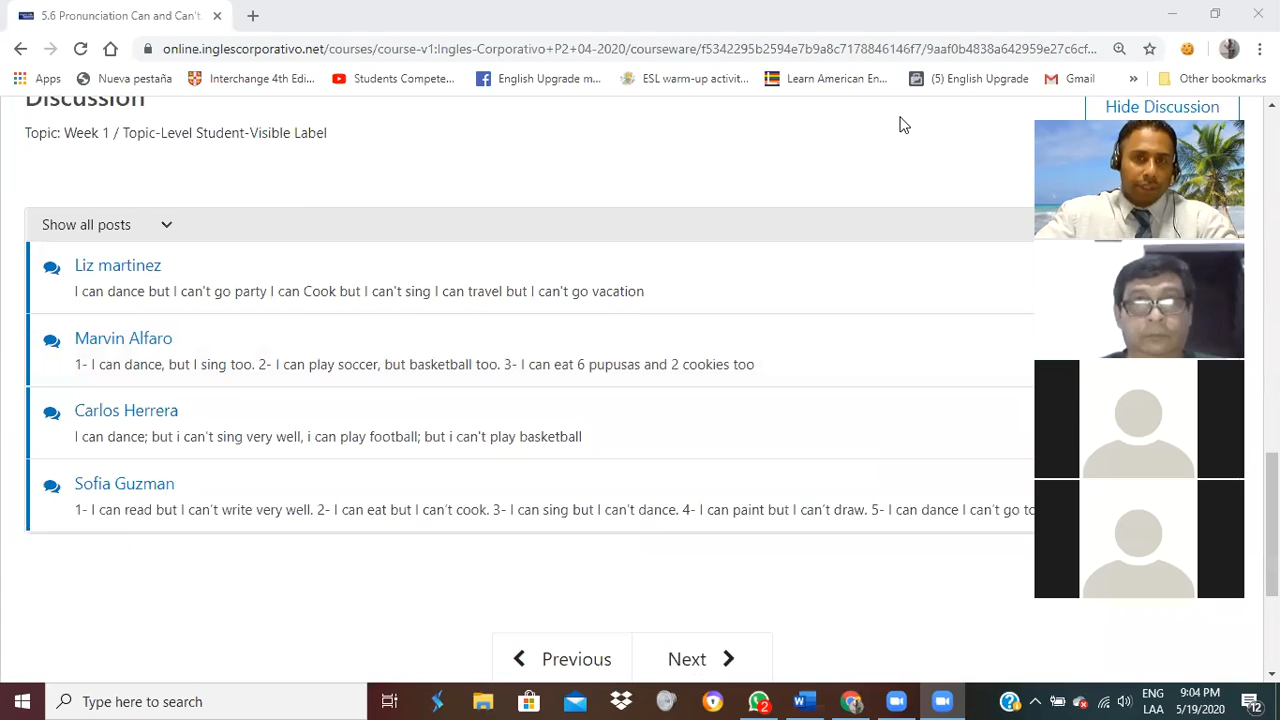 5.6 Pronunciation Can and Can't.
online.inglescorporativo.net/courses/course-v1:Ingles-Corporativo+P2+04-2020/courseware/f5342295b2594e7b9a8c7178846146f7/9aaf0b4838a642959e27c6cf...
Apps Nueva pestaña Interchange 4th Edi... Students Compete... English Upgrade m... ESL warm-up activit... Learn American En... (5) English Upgrade Gmail » Other bookmarks
Discussion
Hide Discussion
Topic: Week 1 / Topic-Level Student-Visible Label
Show all posts
Liz martinez
I can dance but I can't go party I can Cook but I can't sing I can travel but I can't go vacation
Marvin Alfaro
1- I can dance, but I sing too. 2- I can play soccer, but basketball too. 3- I can eat 6 pupusas and 2 cookies too
Carlos Herrera
I can dance; but i can't sing very well, i can play football; but i can't play basketball
Sofia Guzman
1- I can read but I can't write very well. 2- I can eat but I can't cook. 3- I can sing but I can't dance. 4- I can paint but I can't draw. 5- I can dance I can't go to
Previous Next
Type here to search
2
ENG 9:04 PM
LAA 5/19/2020
12